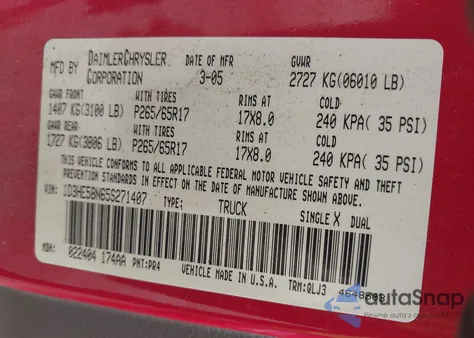 MFD BY DAIMLERCHRYSLER CORPORATION DATE OF MFR 3-05 GVWR 2727 KG(06010 LB)
GAWR FRONT WITH TIRES RIMS AT COLD
1407 KG(3100 LB) P265/65R17 17X8.0 240 KPA( 35 PSI)
GAWR REAR WITH TIRES RIMS AT COLD
1727 KG(3806 LB) P265/65R17 17X8.0 240 KPA( 35 PSI)
THIS VEHICLE CONFORMS TO ALL APPLICABLE FEDERAL MOTOR VEHICLE SAFETY AND THEFT
PREVENTION STANDARDS IN EFFECT ON THE DATE OF MANUFACTURE SHOWN ABOVE.
VIN: 1D3HE58N65S271407 TYPE: TRUCK SINGLE X DUAL
MDH: 022404 174AA PNT:PR4 VEHICLE MADE IN U.S.A. TRM:QLJ3
autoSnap
Pewne auto z